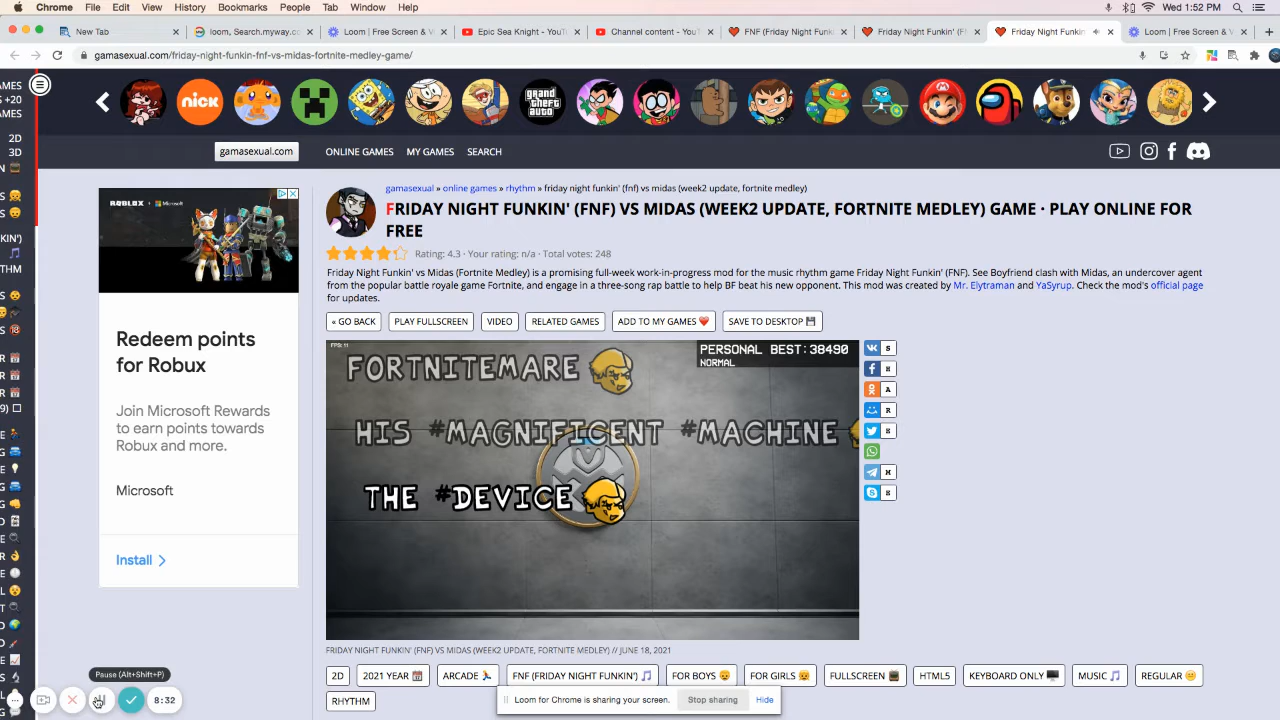 Chrome File Edit View History Bookmarks People Tab Window Help Wed 1:52 PM
New Tab loom, Search.myway.c Loom | Free Screen & V Epic Sea Knight - YouT Channel content - YouT FNF (Friday Night Funkin Friday Night Funkin' (F Friday Night Funkin Loom | Free Screen & V
gamasexual.com/friday-night-funkin-fnf-vs-midas-fortnite-medley-game/
AMES
+20
AMES
2D
3D
nick
grand theft auto
gamasexual.com ONLINE GAMES MY GAMES SEARCH
gamasexual » online games » rhythm » friday night funkin' (fnf) vs midas (week2 update, fortnite medley)
FRIDAY NIGHT FUNKIN' (FNF) VS MIDAS (WEEK2 UPDATE, FORTNITE MEDLEY) GAME · PLAY ONLINE FOR
FREE
Rating: 4.3 · Your rating: n/a · Total votes: 248
Friday Night Funkin' vs Midas (Fortnite Medley) is a promising full-week work-in-progress mod for the music rhythm game Friday Night Funkin' (FNF). See Boyfriend clash with Midas, an undercover agent
from the popular battle royale game Fortnite, and engage in a three-song rap battle to help BF beat his new opponent. This mod was created by Mr. Elytraman and YaSyrup. Check the mod's official page
for updates.
« GO BACK PLAY FULLSCREEN VIDEO RELATED GAMES ADD TO MY GAMES SAVE TO DESKTOP
ROBLOX Microsoft
Redeem points
for Robux
Join Microsoft Rewards
to earn points towards
Robux and more.
Microsoft
Install
FPS: 11
PERSONAL BEST:38490
NORMAL
FORTNITEMARE
HIS #MAGNIFICENT #MACHINE
THE #DEVICE
FRIDAY NIGHT FUNKIN' (FNF) VS MIDAS (WEEK2 UPDATE, FORTNITE MEDLEY) // JUNE 18, 2021
2D 2021 YEAR ARCADE FNF (FRIDAY NIGHT FUNKIN') FOR BOYS FOR GIRLS FULLSCREEN HTML5 KEYBOARD ONLY MUSIC REGULAR
RHYTHM
Pause (Alt+Shift+P)
8:32
Loom for Chrome is sharing your screen. Stop sharing Hide